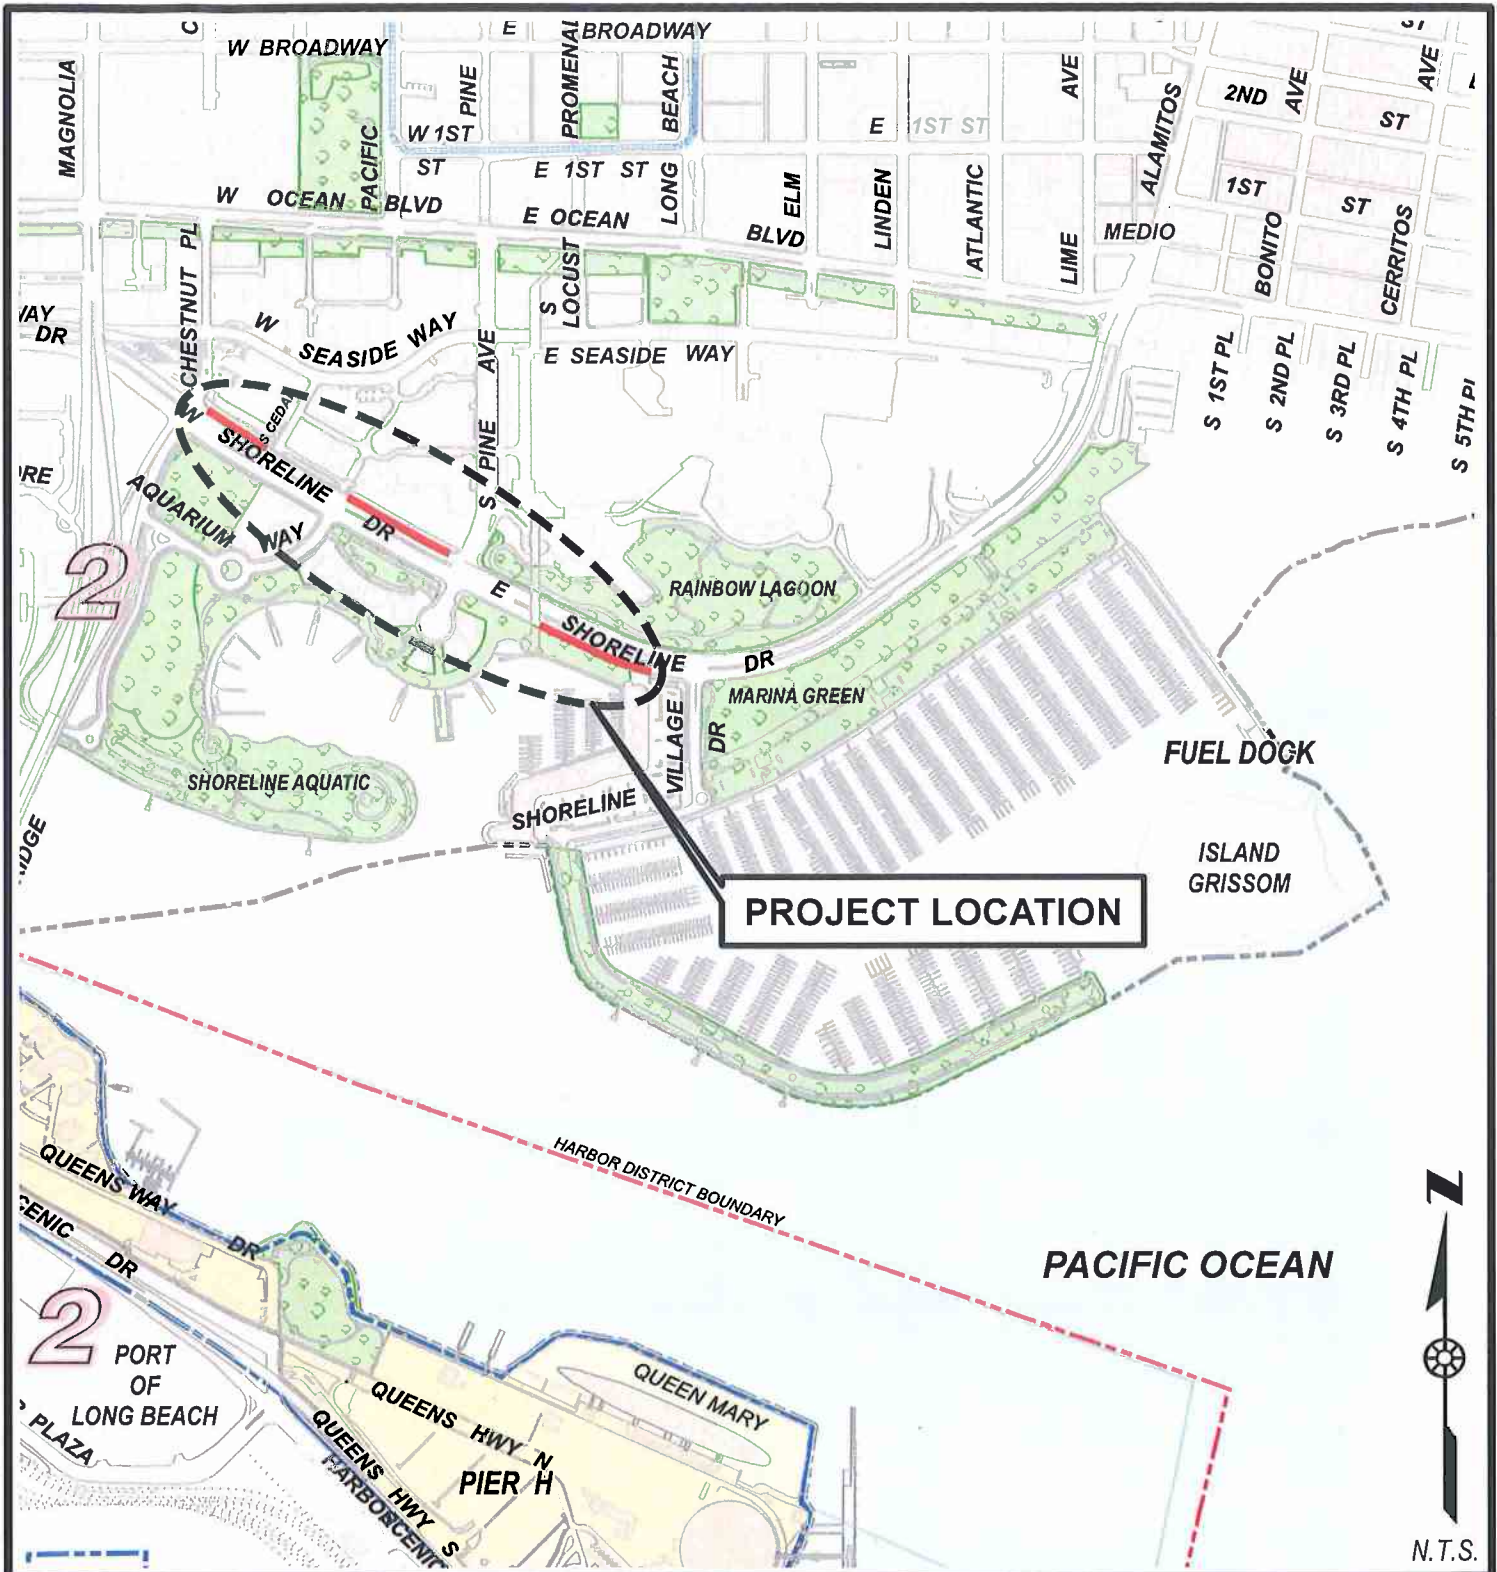 C
E
BROADWAY
ST
W BROADWAY
MAGNOLIA
PINE
PROMENAL
BEACH
AVE
ALAMITOS
2ND
AVE
AVE
ST
W 1ST
ST
PACIFIC
E 1ST ST
E 1ST ST
LONG
W OCEAN BLVD
E OCEAN
BLVD
ELM
LINDEN
ATLANTIC
LIME
MEDIO
1ST
ST
BONITO
CERRITOS
CHESTNUT PL
S LOCUST
WAY
DR
W SEASIDE WAY
S PINE AVE
E SEASIDE WAY
S 1ST PL
S 2ND PL
S 3RD PL
S 4TH PL
S 5TH Pl
S CEDAR
W SHORELINE DR
AQUARIUM WAY
2
E SHORELINE DR
RAINBOW LAGOON
MARINA GREEN
SHORELINE VILLAGE DR
FUEL DOCK
SHORELINE AQUATIC
ISLAND
GRISSOM
PROJECT LOCATION
HARBOR DISTRICT BOUNDARY
QUEENS WAY DR
DR
PACIFIC OCEAN
2
PORT
OF
LONG BEACH
PLAZA
QUEEN MARY
QUEENS HWY N
QUEENS HWY S
PIER H
N
N.T.S.